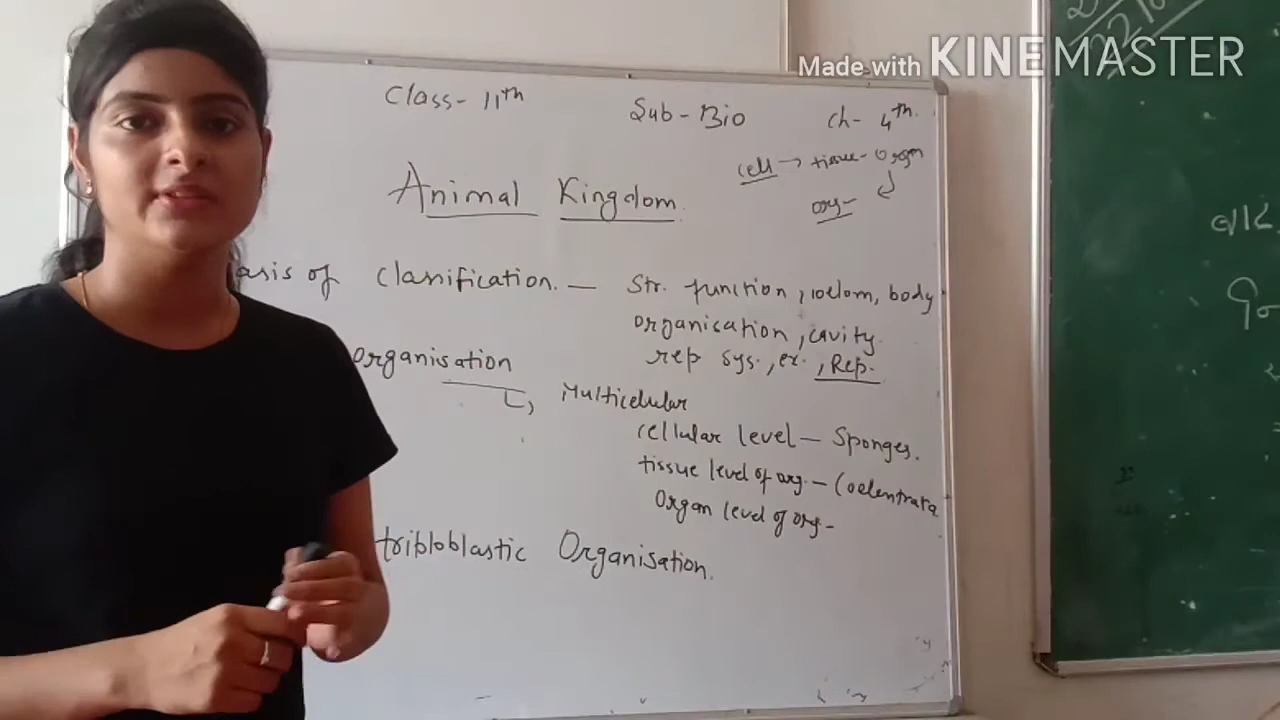 Made with KINEMASTER
Class- 11th Sub- Bio Ch- 4th.
cell → tissue- Organ
org-
Animal Kingdom.
asis of Classification. — Str. function, coelom, body
organisation, cavity.
rep sys., ex., Rep.
organisation
Multicellular
cellular level — Sponges.
tissue level of org. — Coelentrata
Organ level of org-
tribloblastic Organisation.